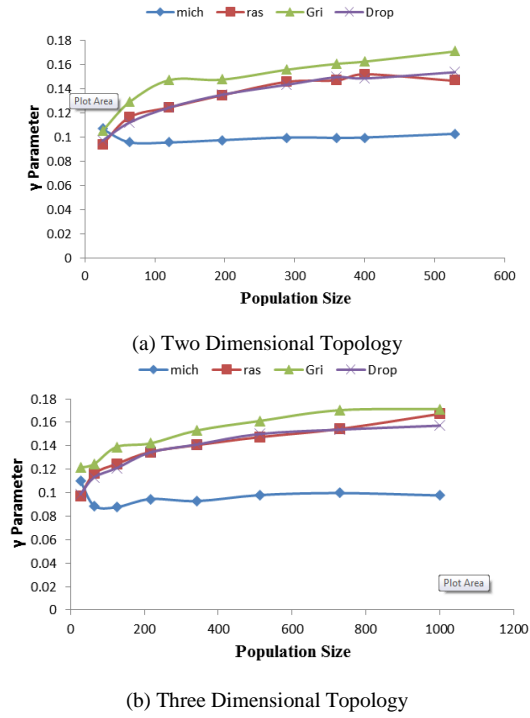 mich ras Gri Drop
0.18
0.16
0.14
Plot Area
0.12
0.1
0.08
0.06
0.04
0.02
0
γ Parameter
0 100 200 300 400 500 600
Population Size
(a) Two Dimensional Topology
mich ras Gri Drop
0.18
0.16
0.14
0.12
0.1
0.08
0.06
0.04
0.02
0
γ Parameter
Plot Area
0 200 400 600 800 1000 1200
Population Size
(b) Three Dimensional Topology